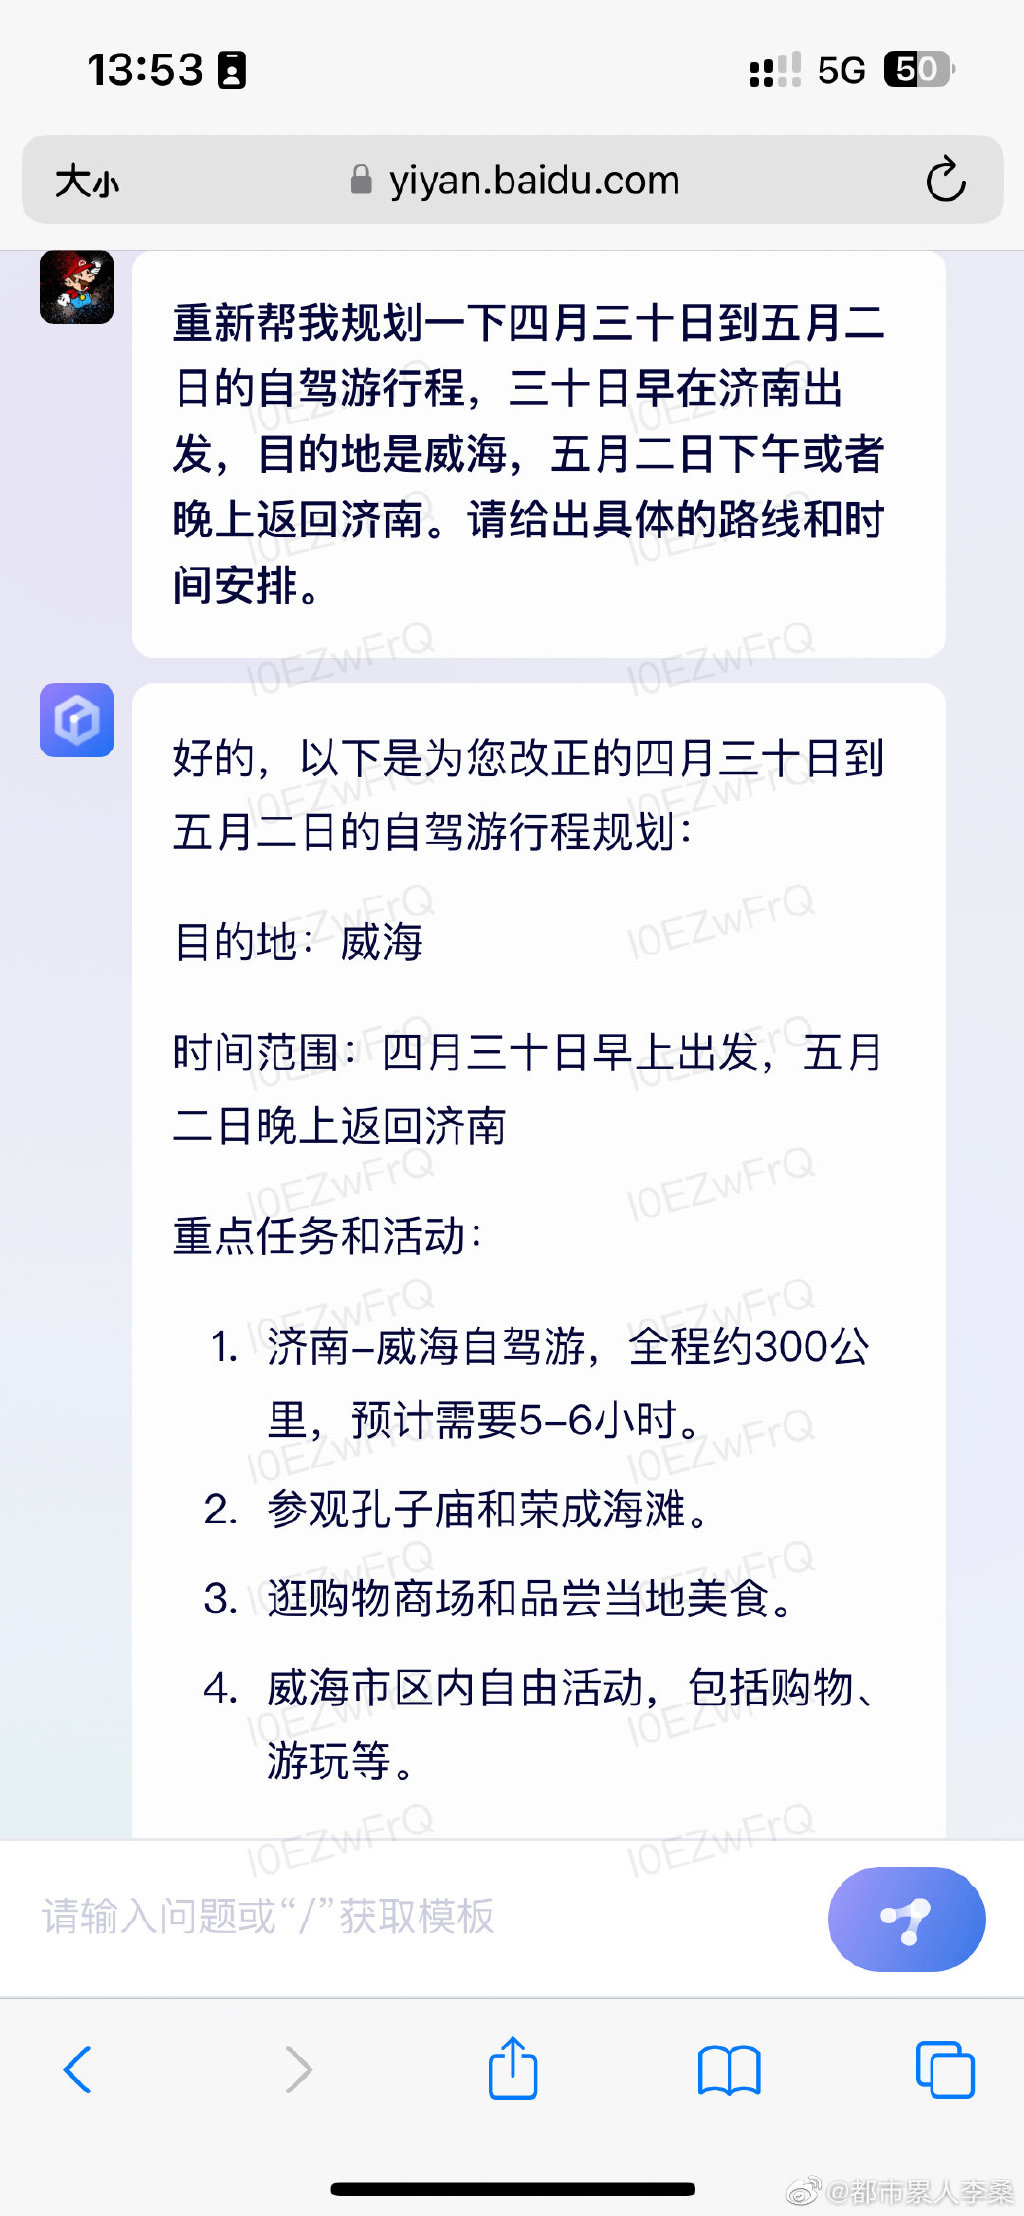 13:53
5G 50
大小 yiyan.baidu.com
重新帮我规划一下四月三十日到五月二
日的自驾游行程，三十日早在济南出
发，目的地是威海，五月二日下午或者
晚上返回济南。请给出具体的路线和时
间安排。
好的，以下是为您改正的四月三十日到
五月二日的自驾游行程规划：
目的地：威海
时间范围：四月三十日早上出发，五月
二日晚上返回济南
重点任务和活动：
1. 济南-威海自驾游，全程约300公
里，预计需要5-6小时。
2. 参观孔子庙和荣成海滩。
3. 逛购物商场和品尝当地美食。
4. 威海市区内自由活动，包括购物、
游玩等。
请输入问题或“/”获取模板
@都市累人李桑